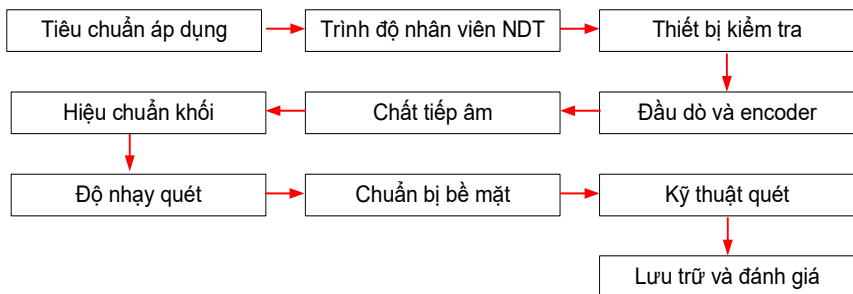 Tiêu chuẩn áp dụng
Trình độ nhân viên NDT
Thiết bị kiểm tra
Đầu dò và encoder
Chất tiếp âm
Hiệu chuẩn khối
Độ nhạy quét
Chuẩn bị bề mặt
Kỹ thuật quét
Lưu trữ và đánh giá